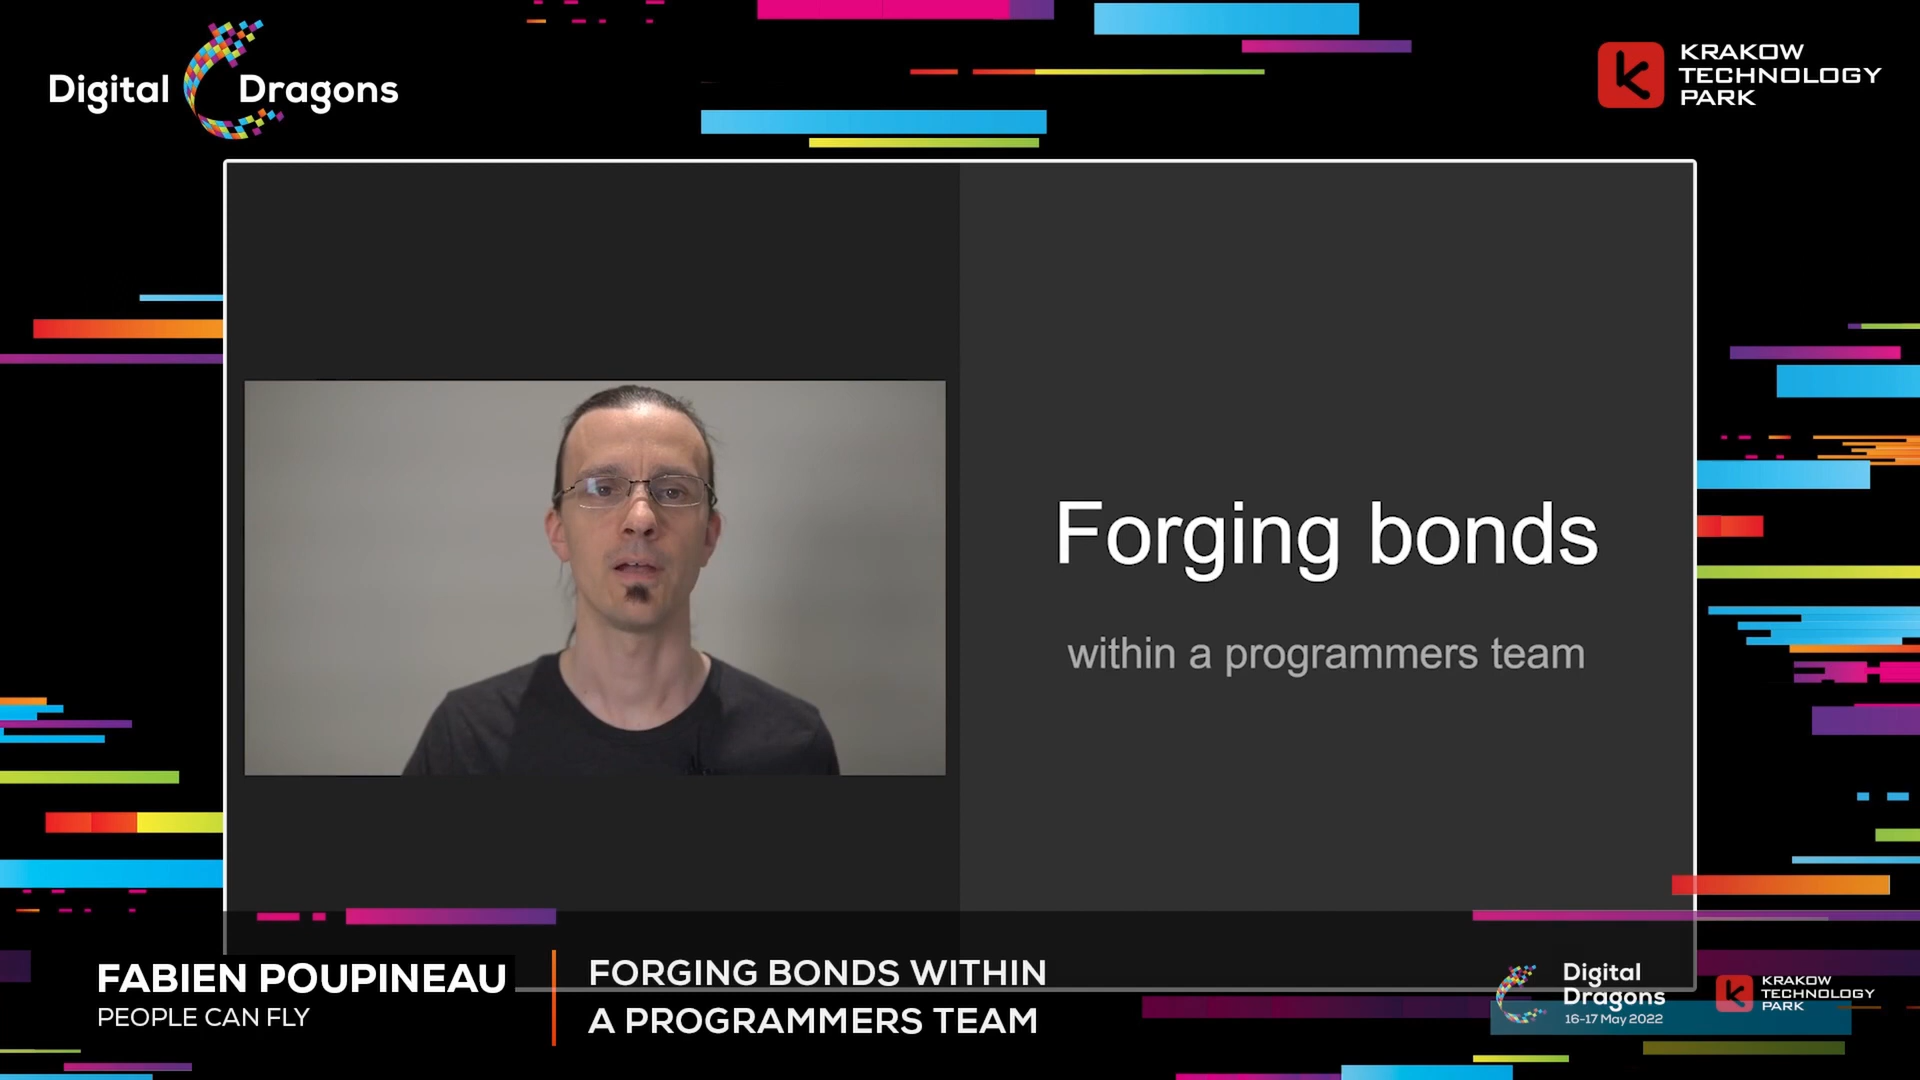 Digital Dragons
KRAKOW
TECHNOLOGY
PARK
Forging bonds
within a programmers team
FABIEN POUPINEAU
PEOPLE CAN FLY
FORGING BONDS WITHIN
A PROGRAMMERS TEAM
Digital
Dragons
16-17 May 2022
KRAKOW
TECHNOLOGY
PARK